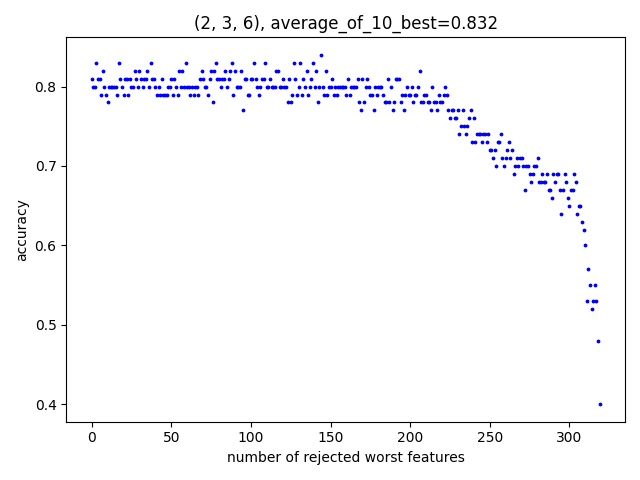 (2, 3, 6), average_of_10_best=0.832
accuracy
0.8
0.7
0.6
0.5
0.4
0 50 100 150 200 250 300
number of rejected worst features